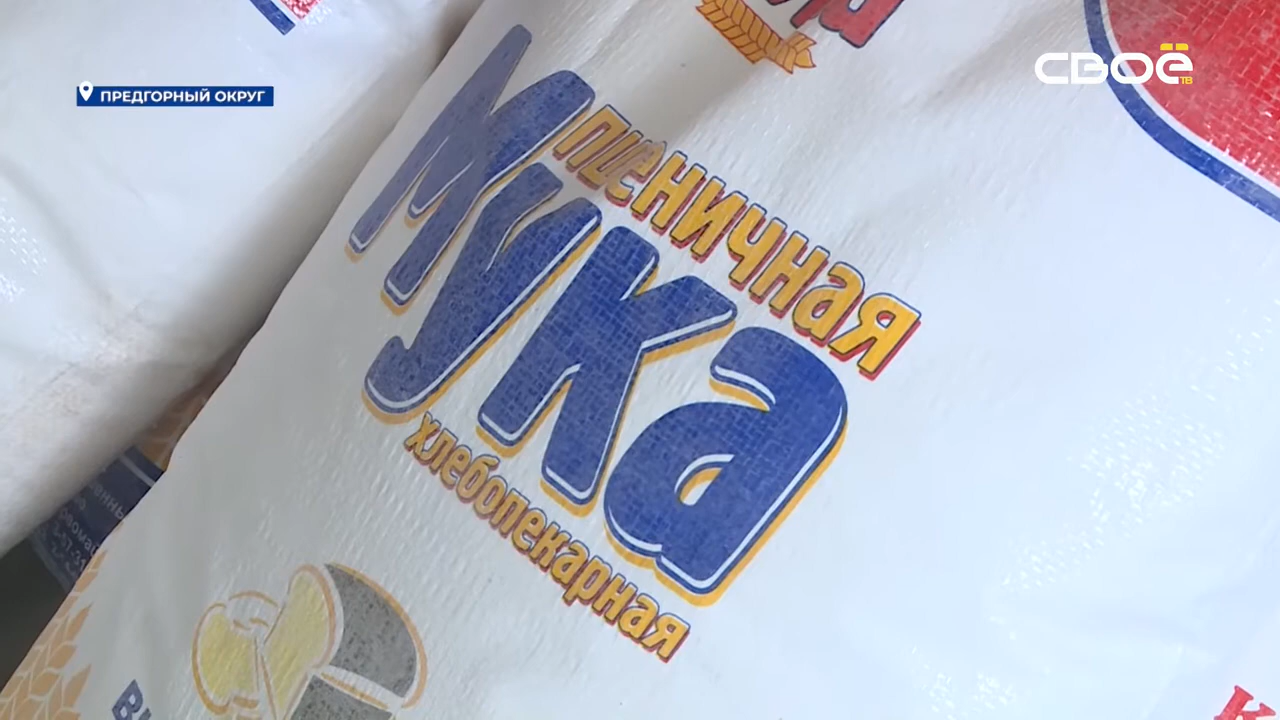 СВОЁ
ТВ
ПРЕДГОРНЫЙ ОКРУГ
пшеничная
Мука
хлебопекарная